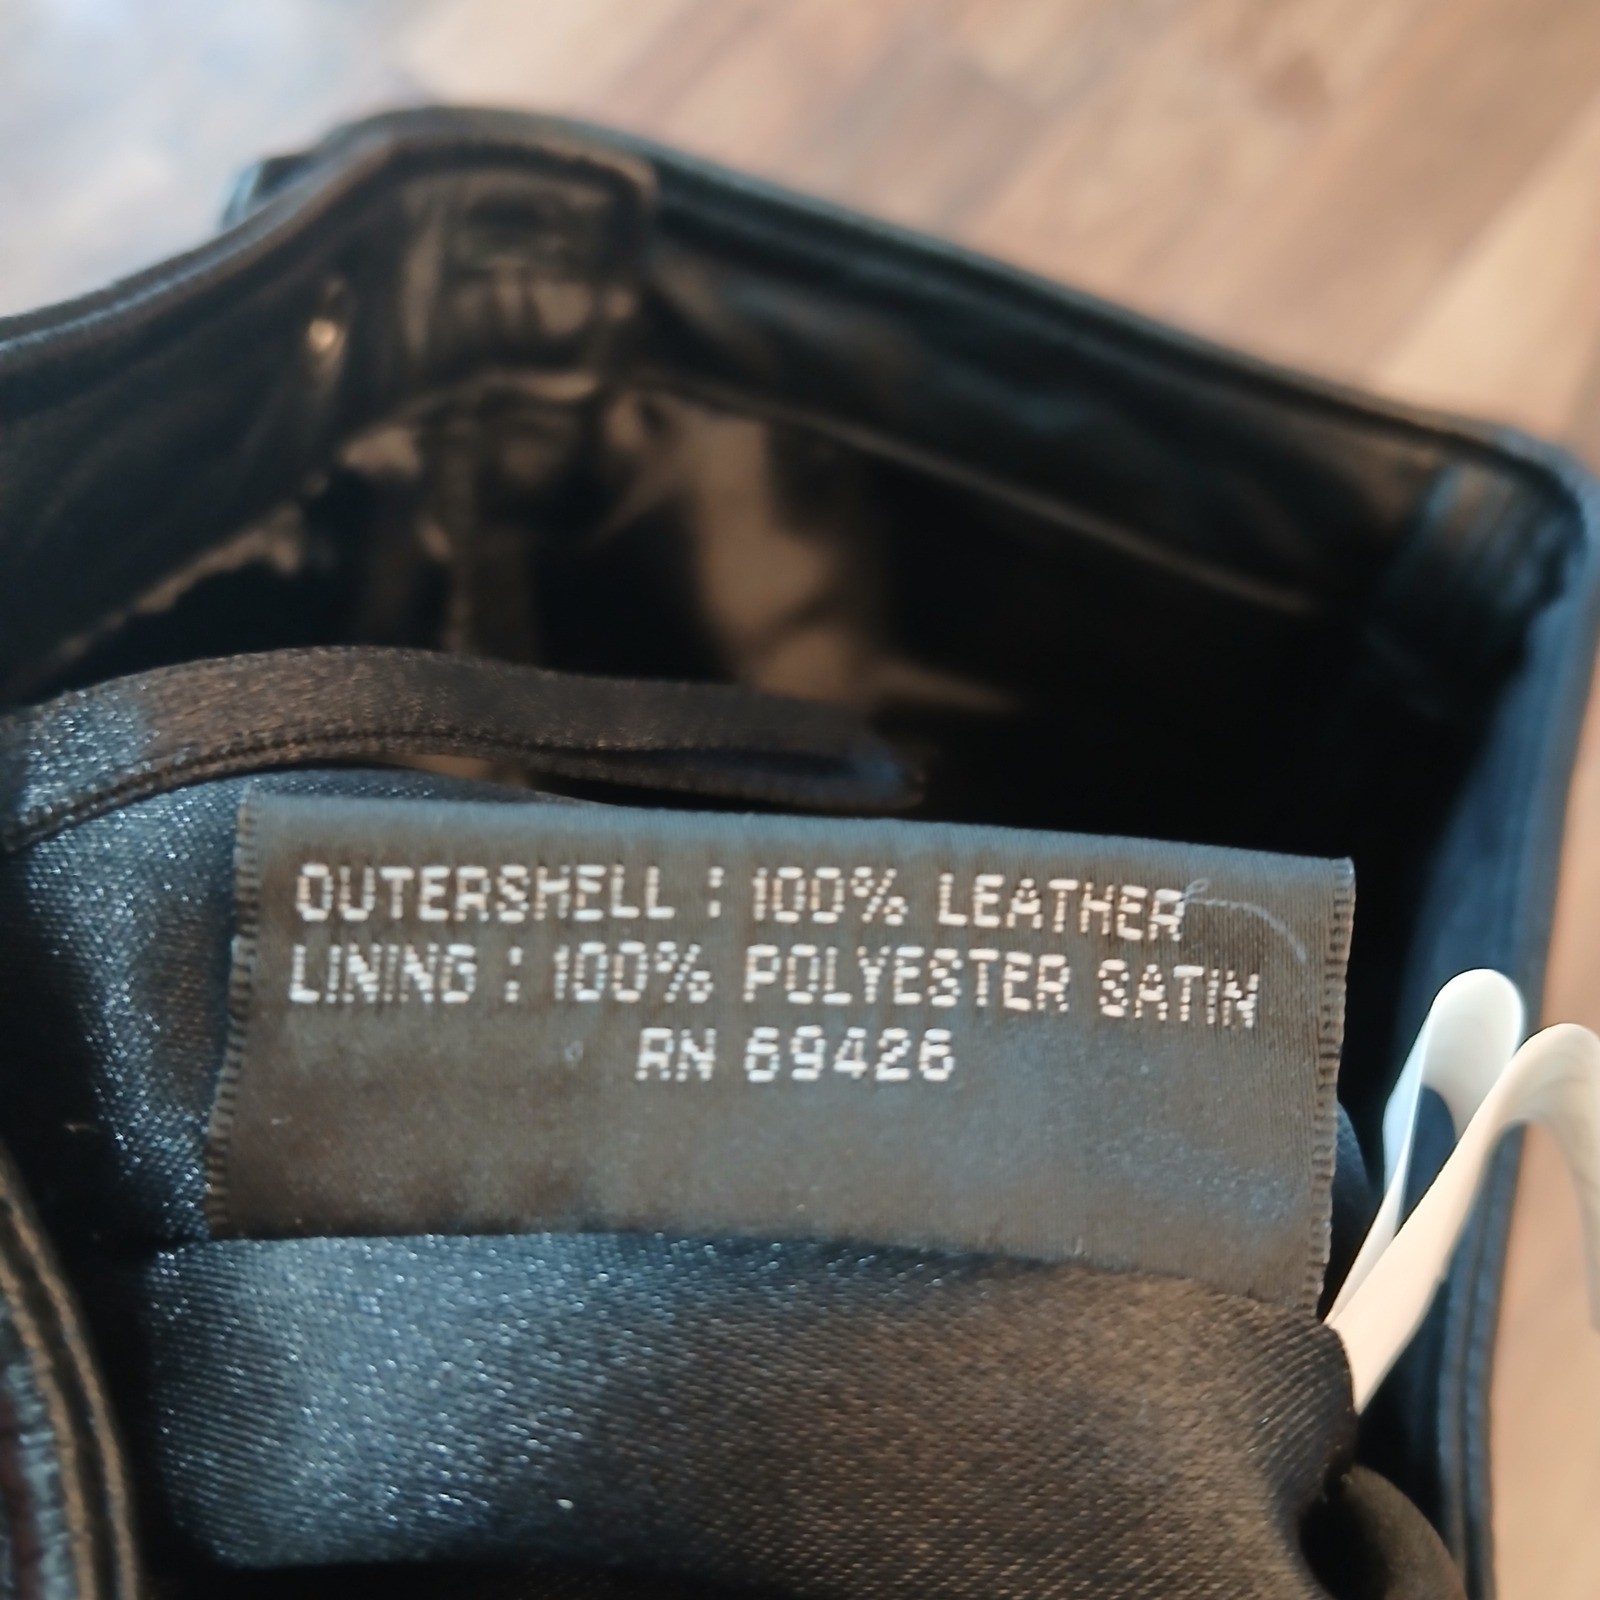 OUTERSHELL : 100% LEATHER
LINING : 100% POLYESTER SATIN
RN 69426